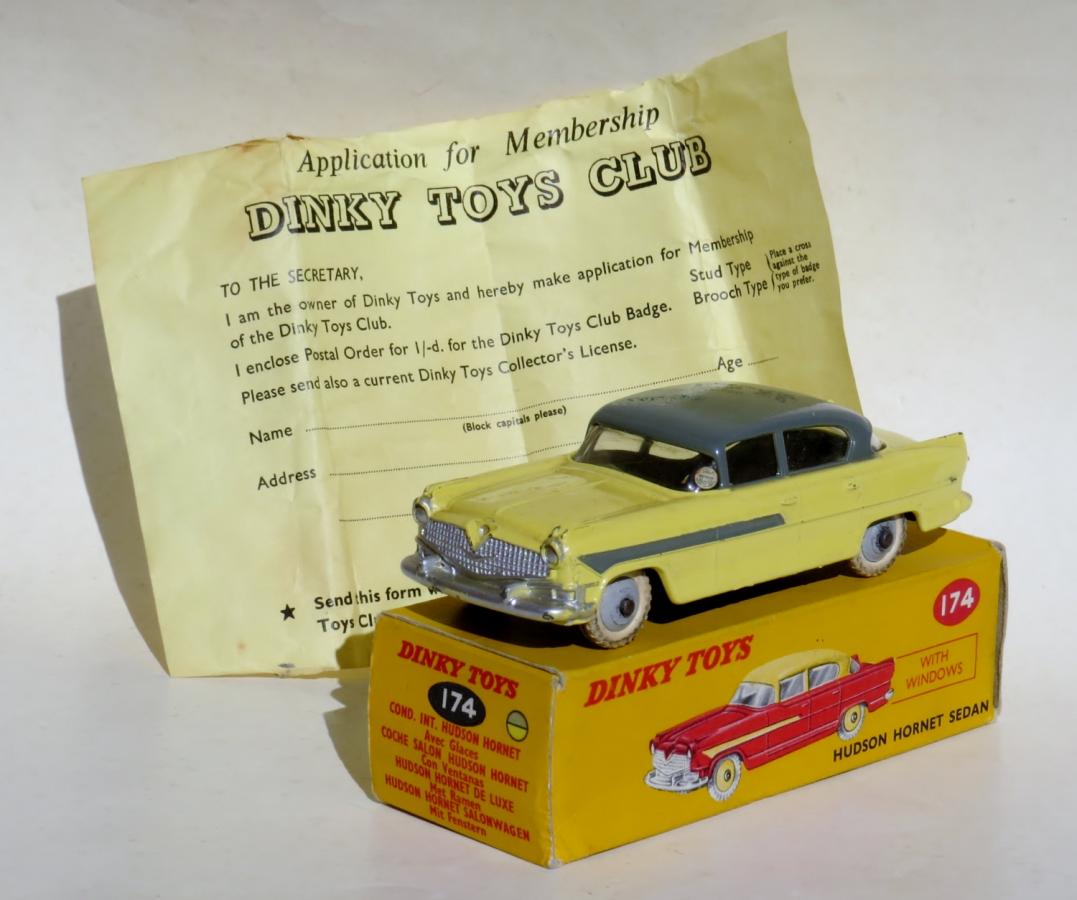 Application for Membership
DINKY TOYS CLUB
TO THE SECRETARY,
I am the owner of Dinky Toys and hereby make application for Membership
of the Dinky Toys Club.
I enclose Postal Order for 1/-d. for the Dinky Toys Club Badge.
Stud Type
Brooch Type
Place a cross
against the
type of badge
you prefer.
Please send also a current Dinky Toys Collector's License.
Name Age
(Block capitals please)
Address
★ Send this form
Toys
DINKY TOYS
174
COND. INT. HUDSON HORNET
Avec Glaces
COCHE SALON HUDSON HORNET
Con Ventanas
HUDSON HORNET DE LUXE
Met Ramen
HUDSON HORNET SALONWAGEN
Mit Fenstern
DINKY TOYS
174
WITH
WINDOWS
HUDSON HORNET SEDAN